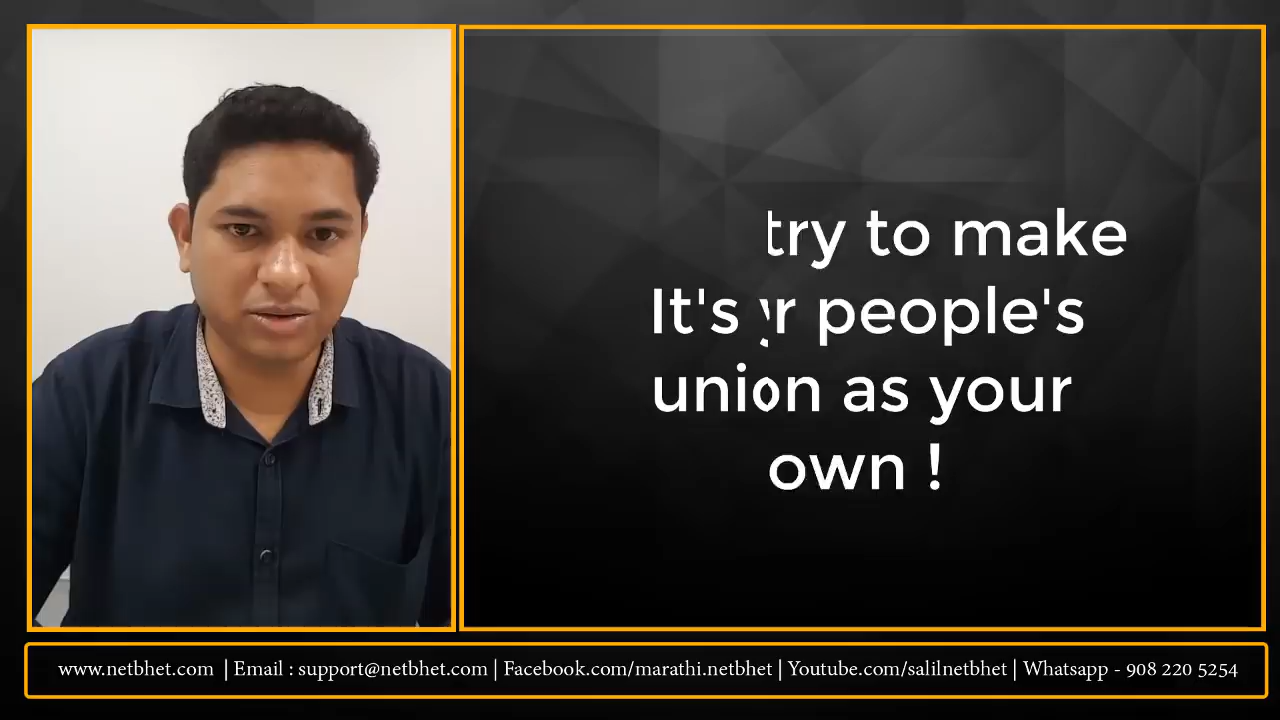 try to make
It's yr people's
union as your
own !
www.netbhet.com | Email : support@netbhet.com | Facebook.com/marathi.netbhet | Youtube.com/salilnetbhet | Whatsapp - 908 220 5254